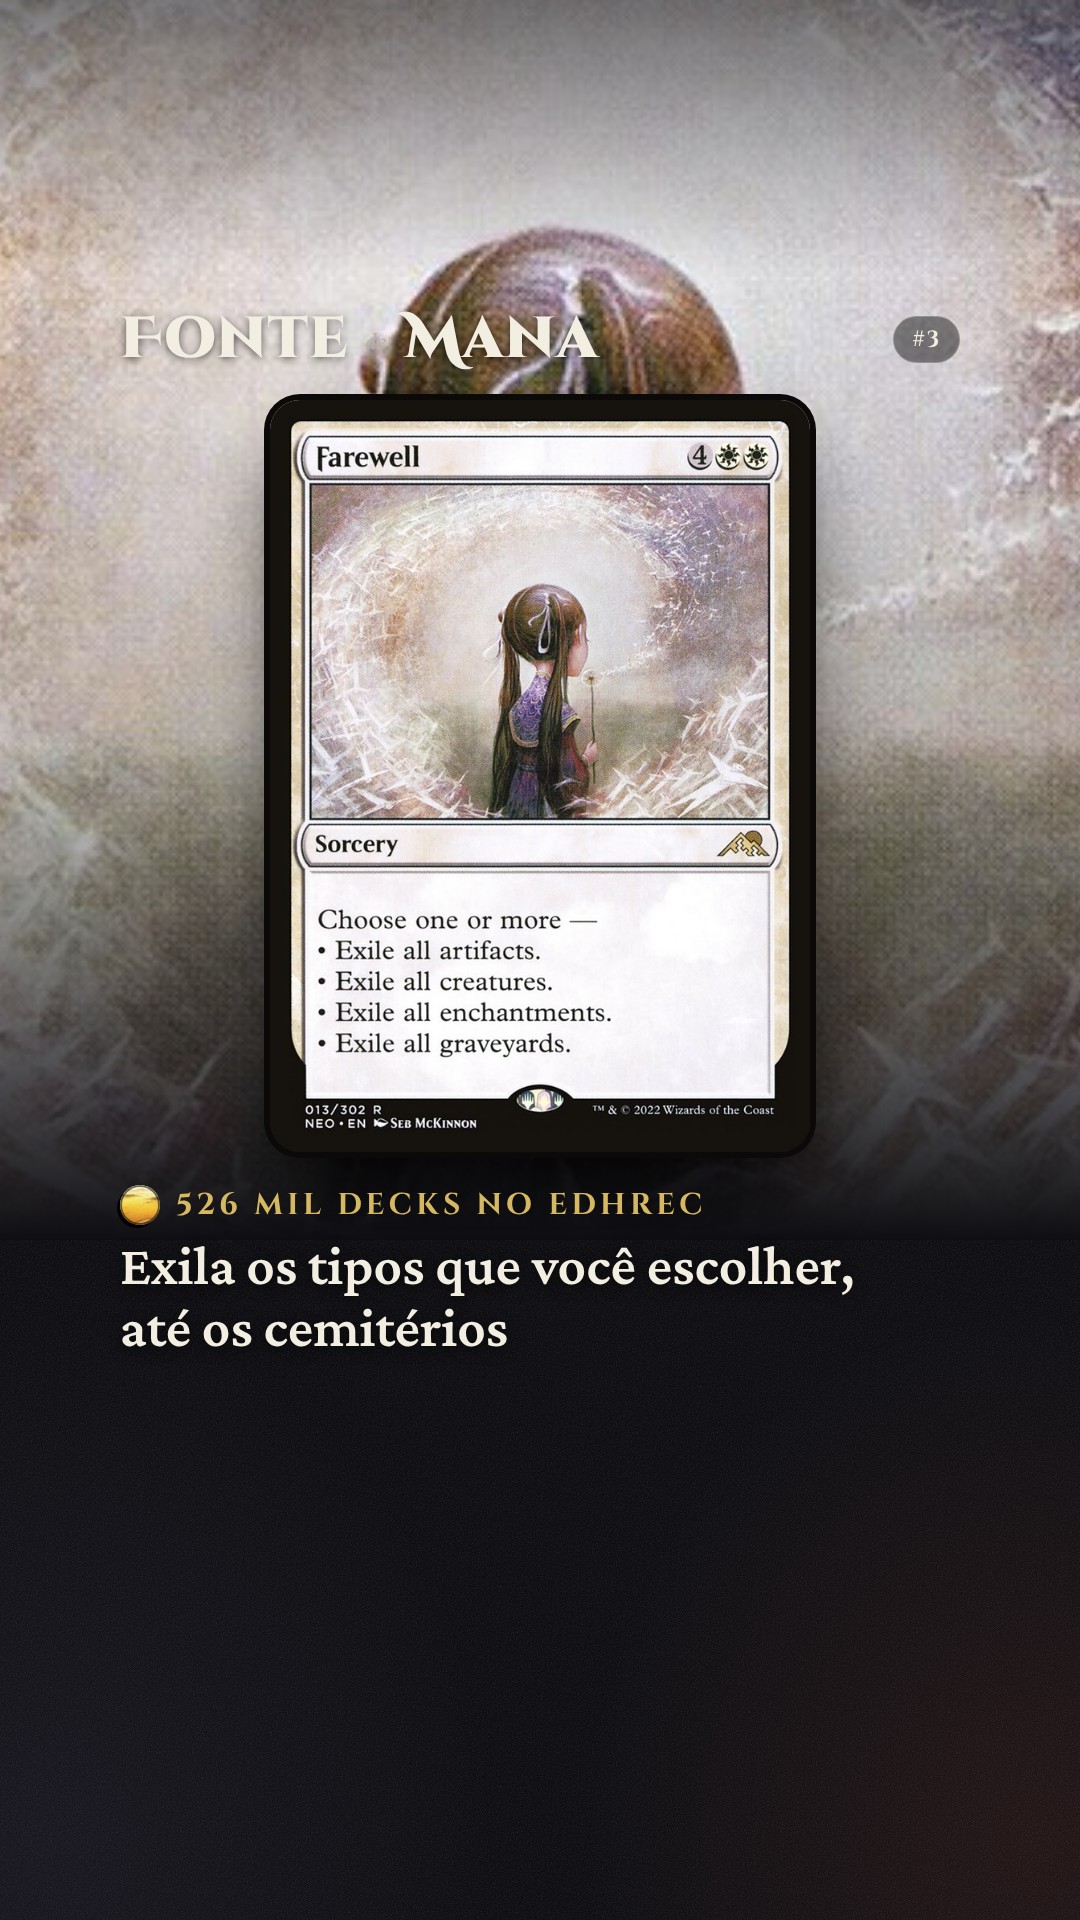 FONTE MANA
#3
Farewell
4
Sorcery
Choose one or more —
• Exile all artifacts.
• Exile all creatures.
• Exile all enchantments.
• Exile all graveyards.
013/302 R
NEO • EN SEB MCKINNON
™ & © 2022 Wizards of the Coast
526 MIL DECKS NO EDHREC
Exila os tipos que você escolher,
até os cemitérios